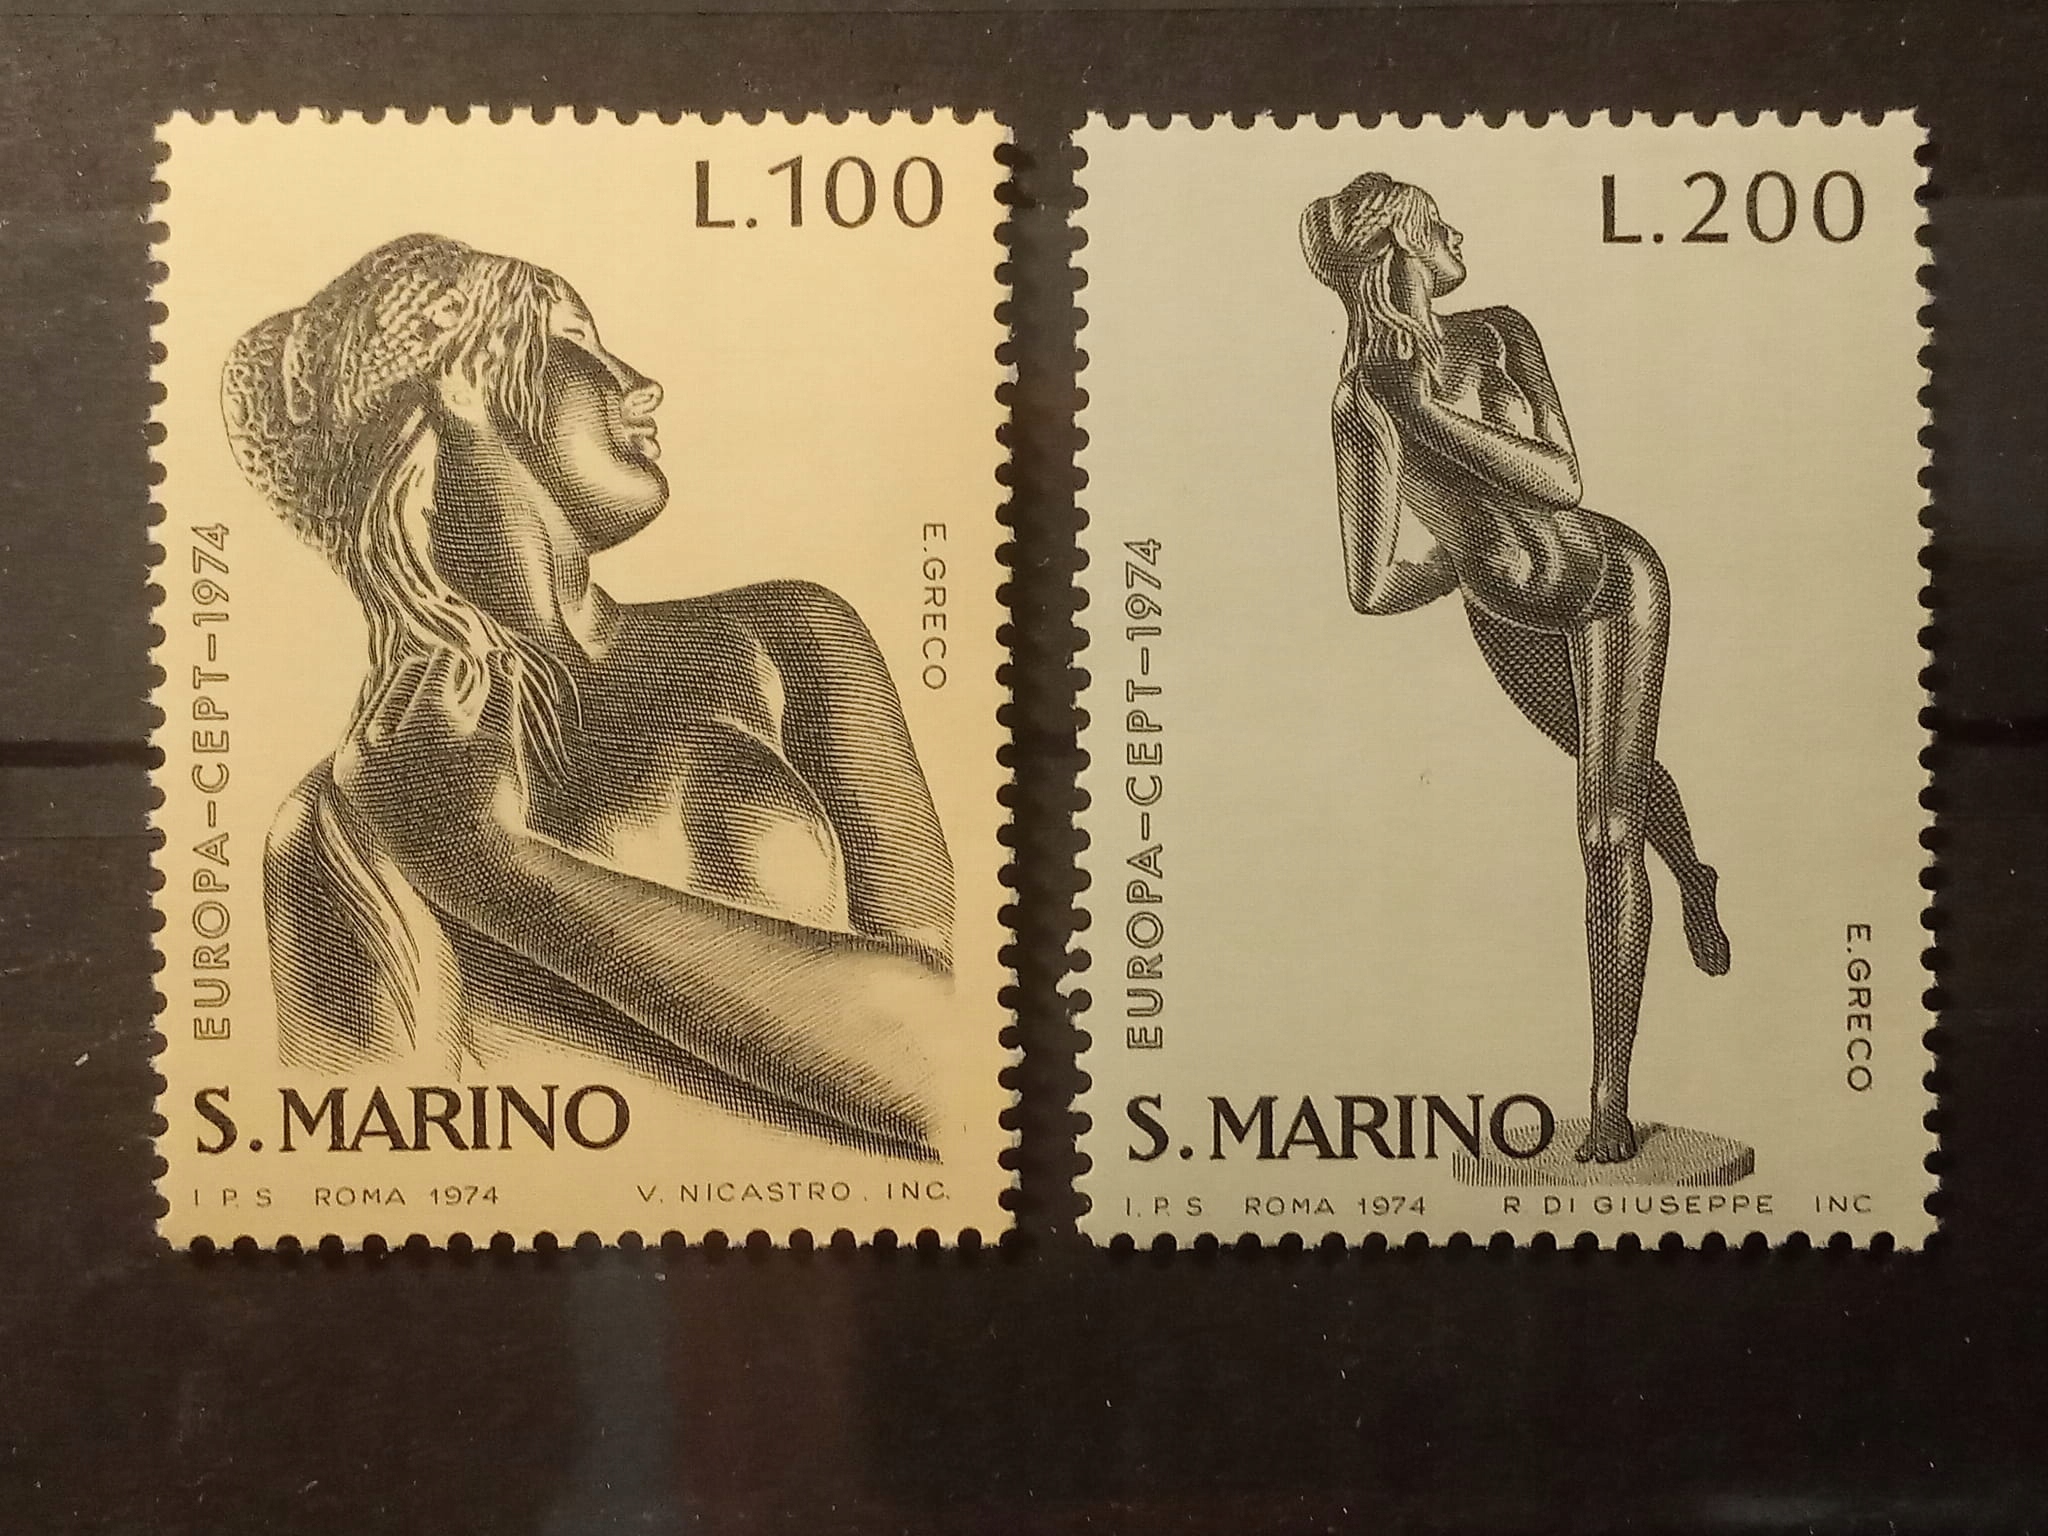 L.100
E.GRECO
EUROPA-CEPT-1974
S. MARINO
I P. S ROMA 1974 V. NICASTRO. INC.
L.200
EUROPA-CEPT-1974
E.GRECO
S. MARINO
I. P. S ROMA 1974 R DI GIUSEPPE INC